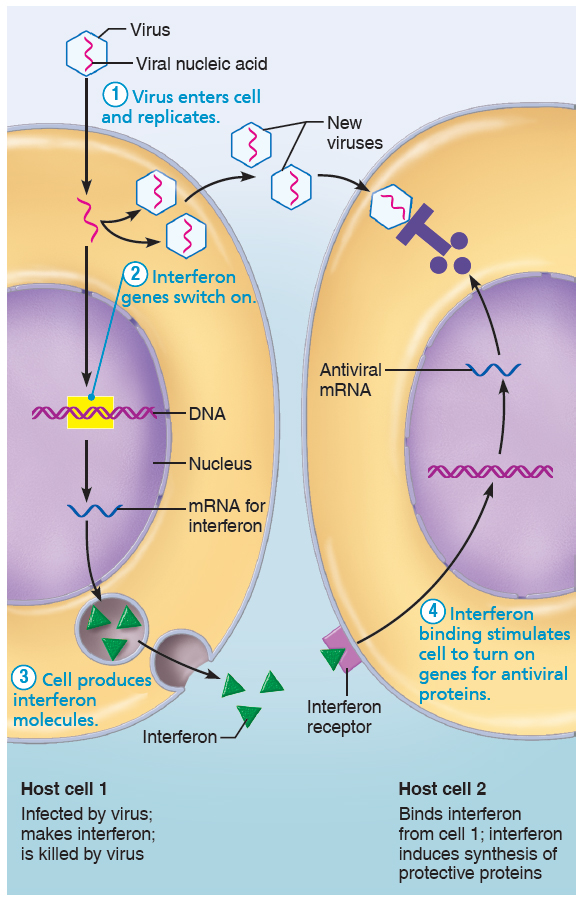 Virus
Viral nucleic acid
1 Virus enters cell
and replicates.
New
viruses
2 Interferon
genes switch on.
Antiviral
mRNA
DNA
Nucleus
mRNA for
interferon
4 Interferon
binding stimulates
cell to turn on
genes for antiviral
proteins.
3 Cell produces
interferon
molecules.
Interferon
Interferon
receptor
Host cell 1
Infected by virus;
makes interferon;
is killed by virus
Host cell 2
Binds interferon
from cell 1; interferon
induces synthesis of
protective proteins